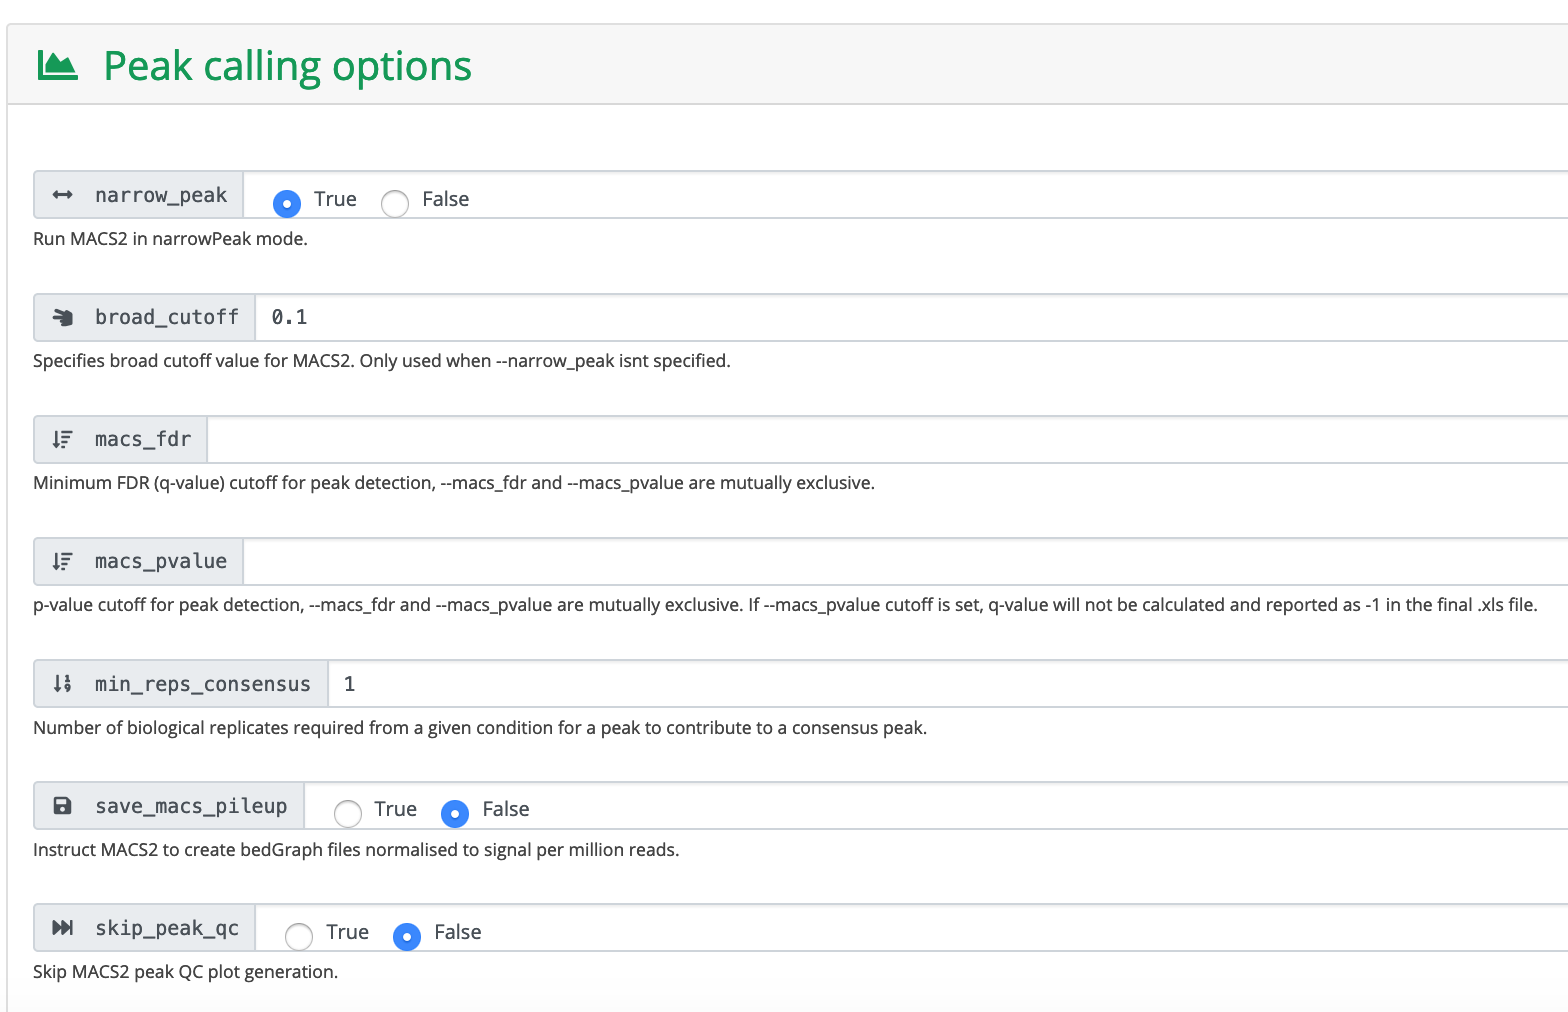 Peak calling options
narrow_peak True False
Run MACS2 in narrowPeak mode.
broad_cutoff 0.1
Specifies broad cutoff value for MACS2. Only used when --narrow_peak isnt specified.
macs_fdr
Minimum FDR (q-value) cutoff for peak detection, --macs_fdr and --macs_pvalue are mutually exclusive.
macs_pvalue
p-value cutoff for peak detection, --macs_fdr and --macs_pvalue are mutually exclusive. If --macs_pvalue cutoff is set, q-value will not be calculated and reported as -1 in the final .xls file.
min_reps_consensus 1
Number of biological replicates required from a given condition for a peak to contribute to a consensus peak.
save_macs_pileup True False
Instruct MACS2 to create bedGraph files normalised to signal per million reads.
skip_peak_qc True False
Skip MACS2 peak QC plot generation.